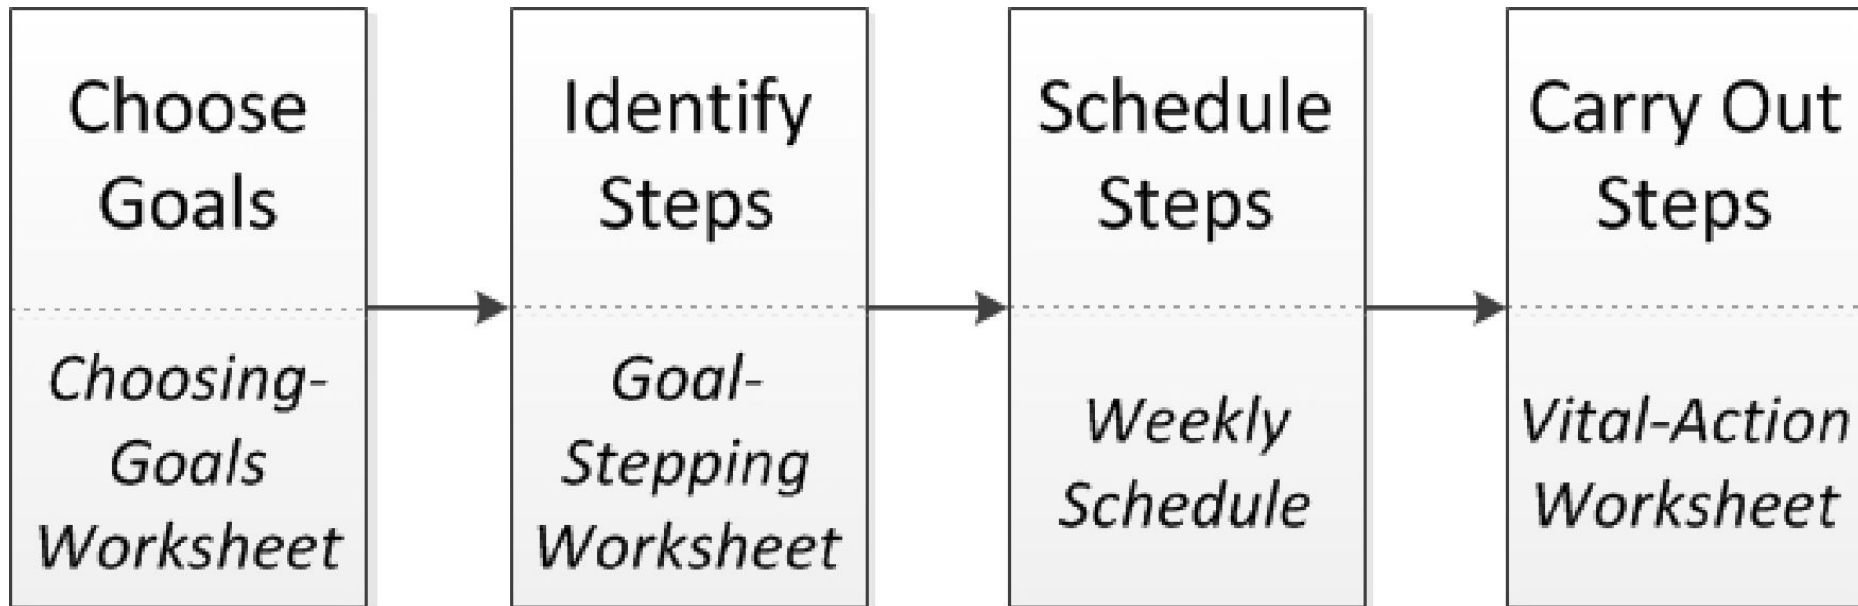 Choose
Goals
Choosing-
Goals
Worksheet
Identify
Steps
Goal-
Stepping
Worksheet
Schedule
Steps
Weekly
Schedule
Carry Out
Steps
Vital-Action
Worksheet